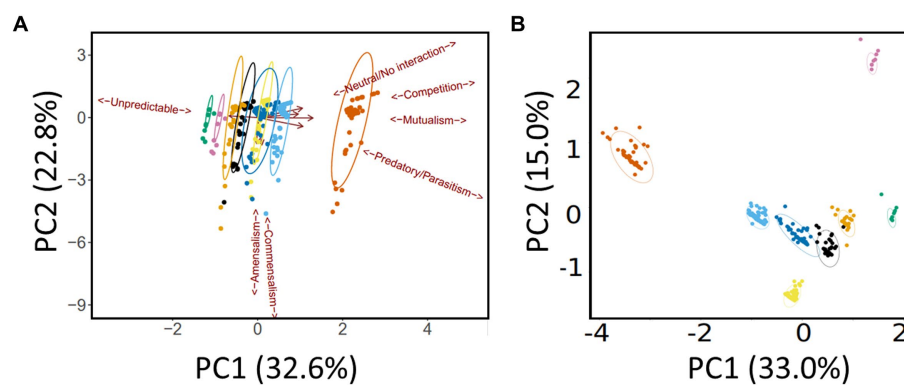 A
PC2 (22.8%)
3
0
−3
−6
−9
<−Unpredictable−>
<−Neutral/No interaction−>
<−Competition−>
<−Mutualism−>
<−Predatory/Parasitism−>
<−Amensalism−>
<−Commensalism−>
−2 0 2 4
PC1 (32.6%)
B
PC2 (15.0%)
2
1
0
-1
-4 -2 0 2
PC1 (33.0%)